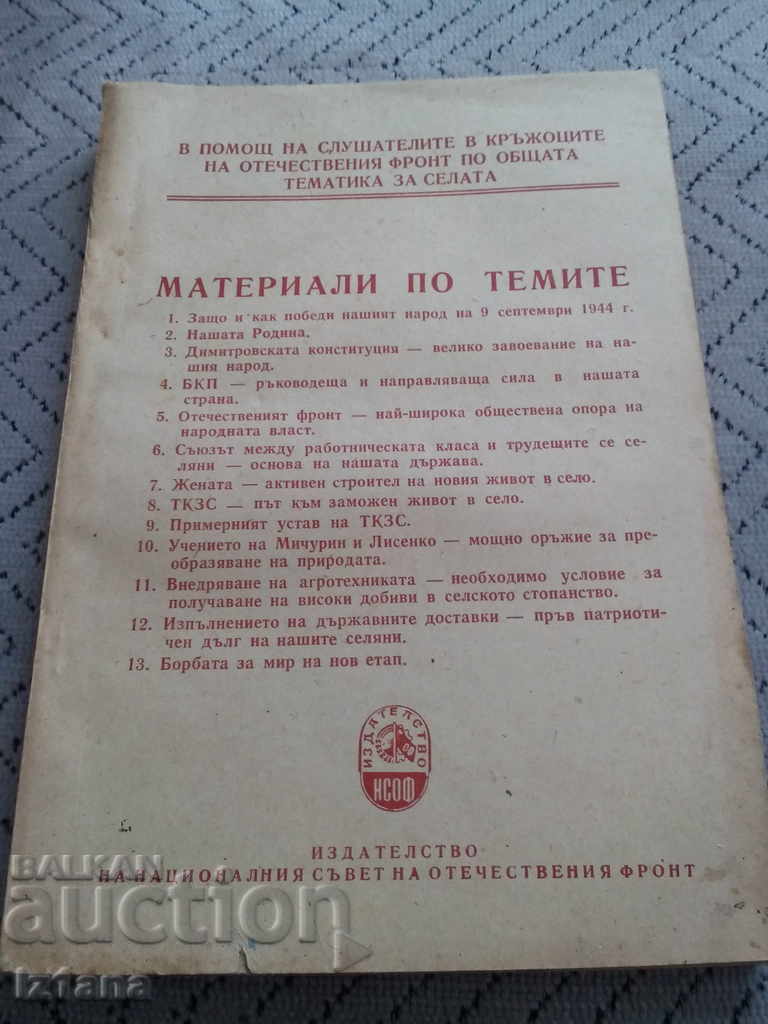 В ПОМОЩ НА СЛУШАТЕЛИТЕ В КРЪЖОЦИТЕ
НА ОТЕЧЕСТВЕНИЯ ФРОНТ ПО ОБЩАТА
ТЕМАТИКА ЗА СЕЛАТА
МАТЕРИАЛИ ПО ТЕМИТЕ
1. Защо и как победи нашият народ на 9 септември 1944 г.
2. Нашата Родина.
3. Димитровската конституция — велико завоевание на на-
шия народ.
4. БКП — ръководеща и направляваща сила в нашата
страна.
5. Отечественият фронт — най-широка обществена опора на
народната власт.
6. Съюзът между работническата класа и трудещите се се-
ляни — основа на нашата държава.
7. Жената — активен строител на новия живот в село.
8. ТКЗС — път към заможен живот в село.
9. Примерният устав на ТКЗС.
10. Учението на Мичурин и Лисенко — мощно оръжие за пре-
образяване на природата.
11. Внедряване на агротехниката — необходимо условие за
получаване на високи добиви в селското стопанство.
12. Изпълнението на държавните доставки — пръв патриоти-
чен дълг на нашите селяни.
13. Борбата за мир на нов етап.
ИЗДАТЕЛСТВО
НСОФ
ИЗДАТЕЛСТВО
НА НАЦИОНАЛНИЯ СЪВЕТ НА ОТЕЧЕСТВЕНИЯ ФРОНТ
BALKAN
auction
Iztana